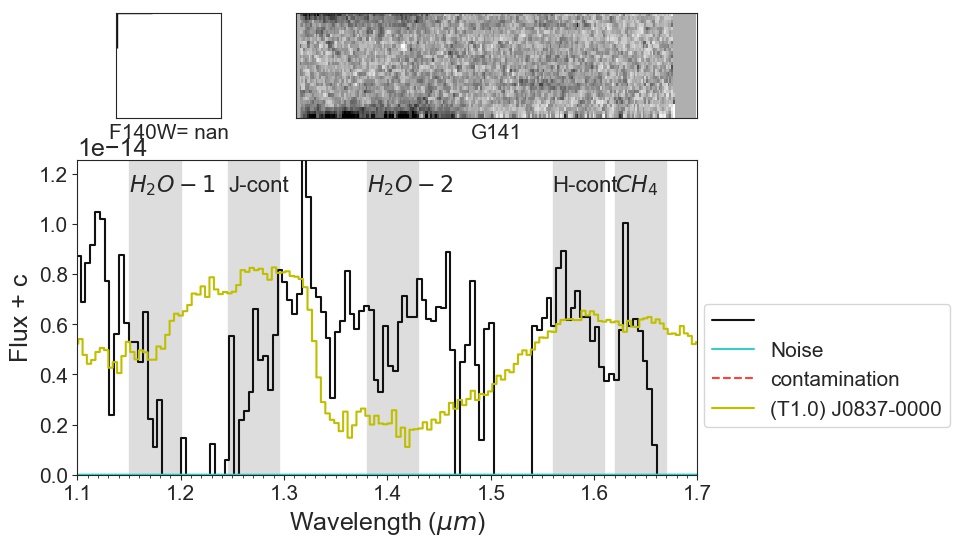 F140W= nan
G141
1e−14
H₂O − 1
J-cont
H₂O − 2
H-cont
CH₄
1.2
1.0
0.8
0.6
0.4
0.2
0.0
Flux + c
1.1
1.2
1.3
1.4
1.5
1.6
1.7
Wavelength (μm)
Noise
contamination
(T1.0) J0837-0000